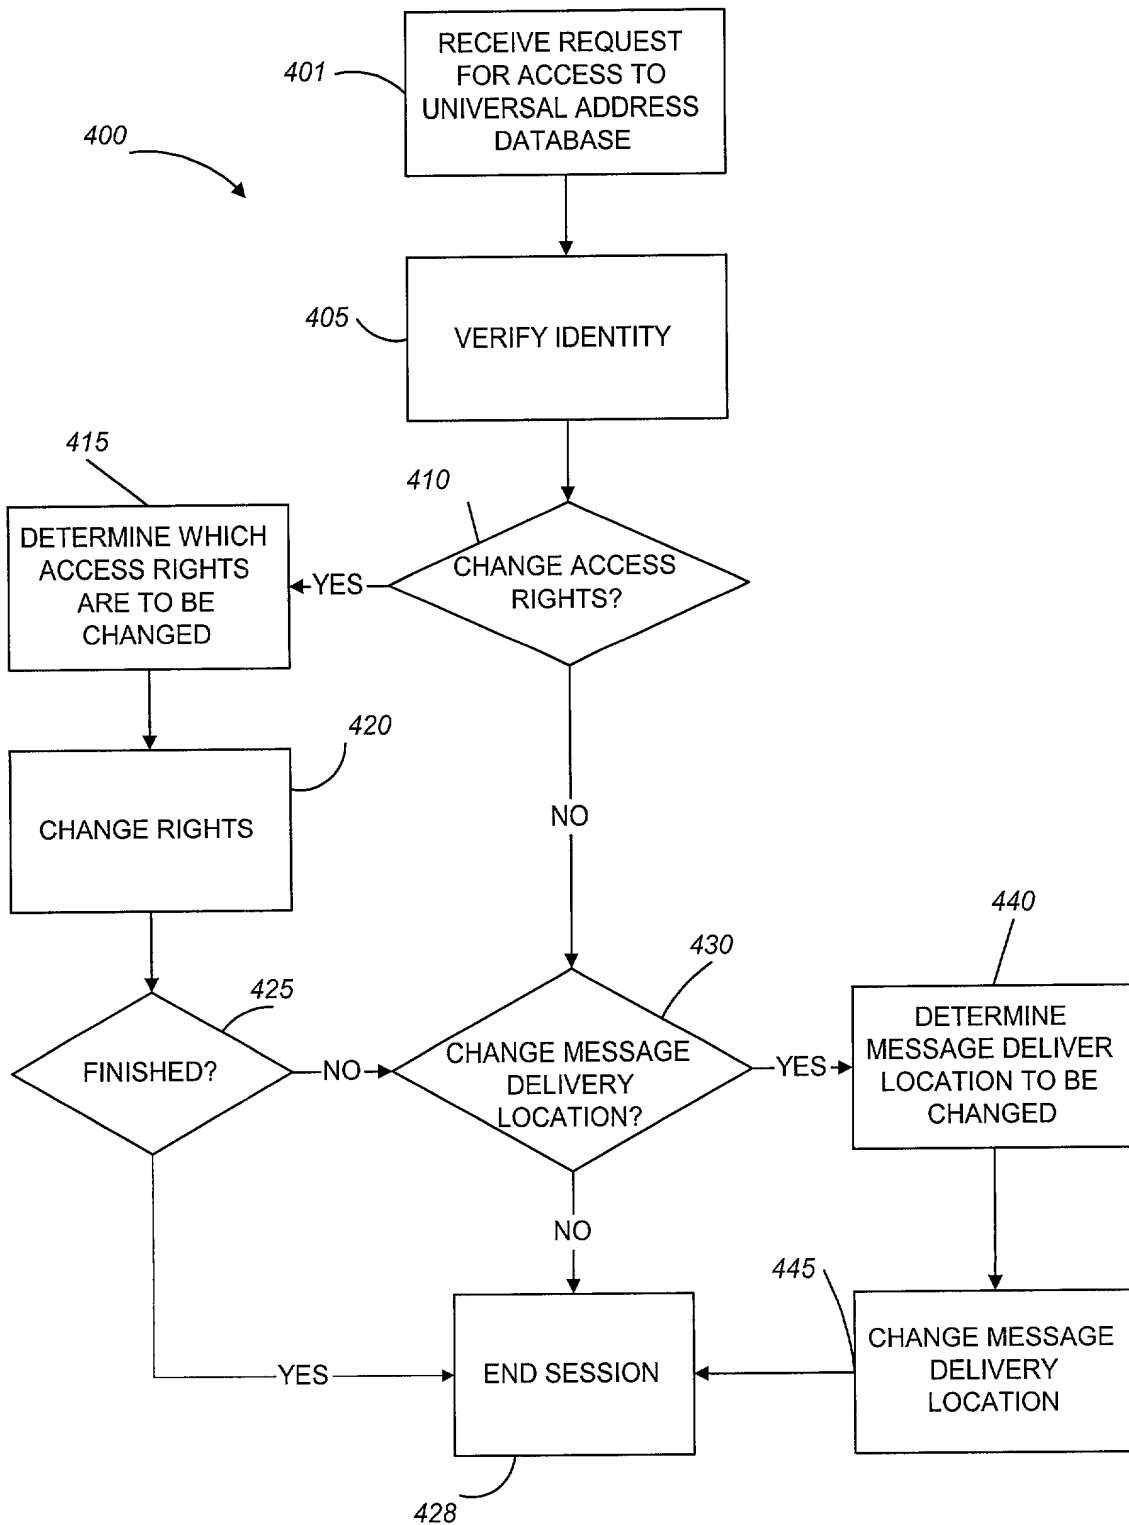 RECEIVE REQUEST
FOR ACCESS TO
UNIVERSAL ADDRESS
DATABASE
401
400
VERIFY IDENTITY
405
415
410
DETERMINE WHICH
ACCESS RIGHTS
ARE TO BE
CHANGED
YES
CHANGE ACCESS
RIGHTS?
420
CHANGE RIGHTS
NO
425
FINISHED?
NO
430
CHANGE MESSAGE
DELIVERY
LOCATION?
YES
440
DETERMINE
MESSAGE DELIVER
LOCATION TO BE
CHANGED
NO
445
YES
END SESSION
CHANGE MESSAGE
DELIVERY
LOCATION
428